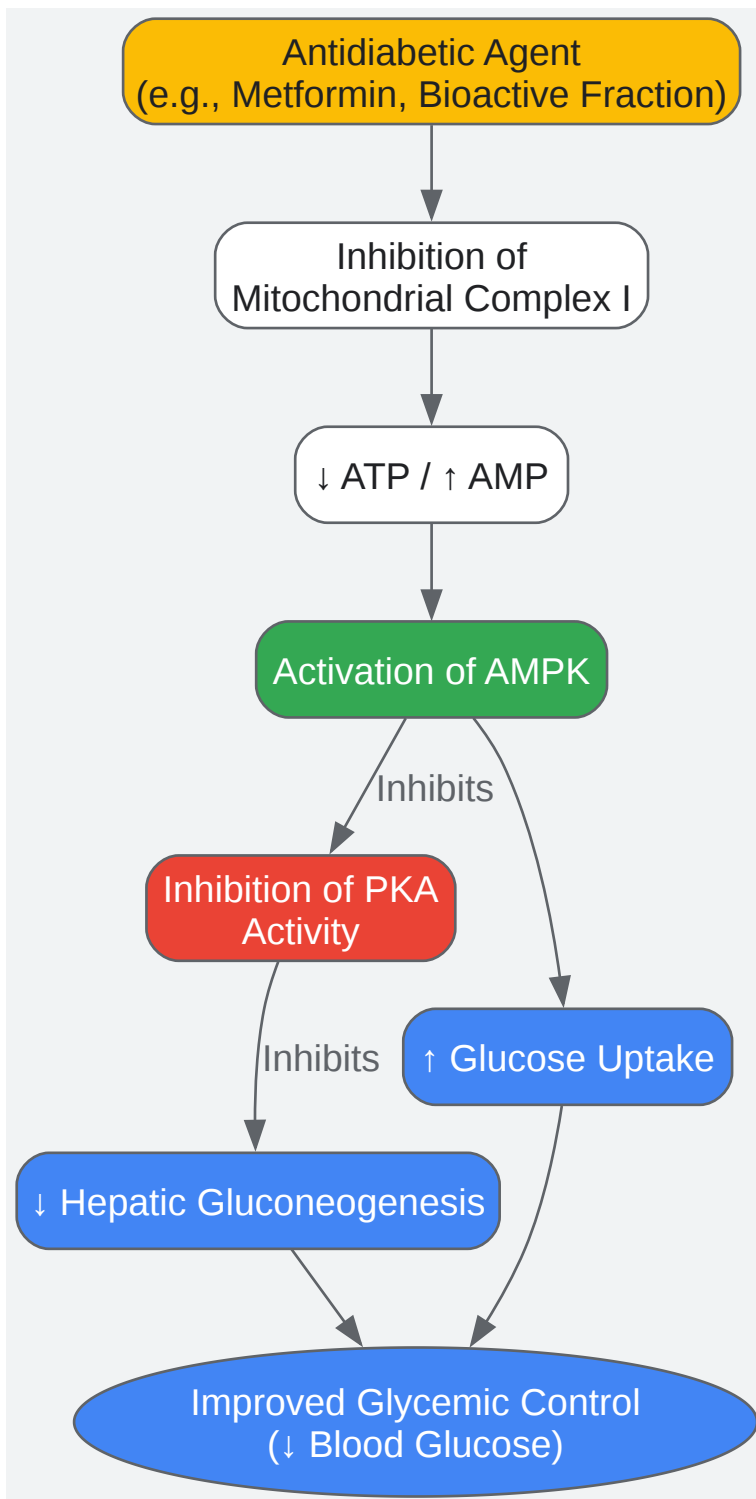 Antidiabetic Agent
(e.g., Metformin, Bioactive Fraction)
Inhibition of
Mitochondrial Complex I
↓ ATP / ↑ AMP
Activation of AMPK
Inhibits
Inhibition of PKA
Activity
↑ Glucose Uptake
Inhibits
↓ Hepatic Gluconeogenesis
Improved Glycemic Control
(↓ Blood Glucose)